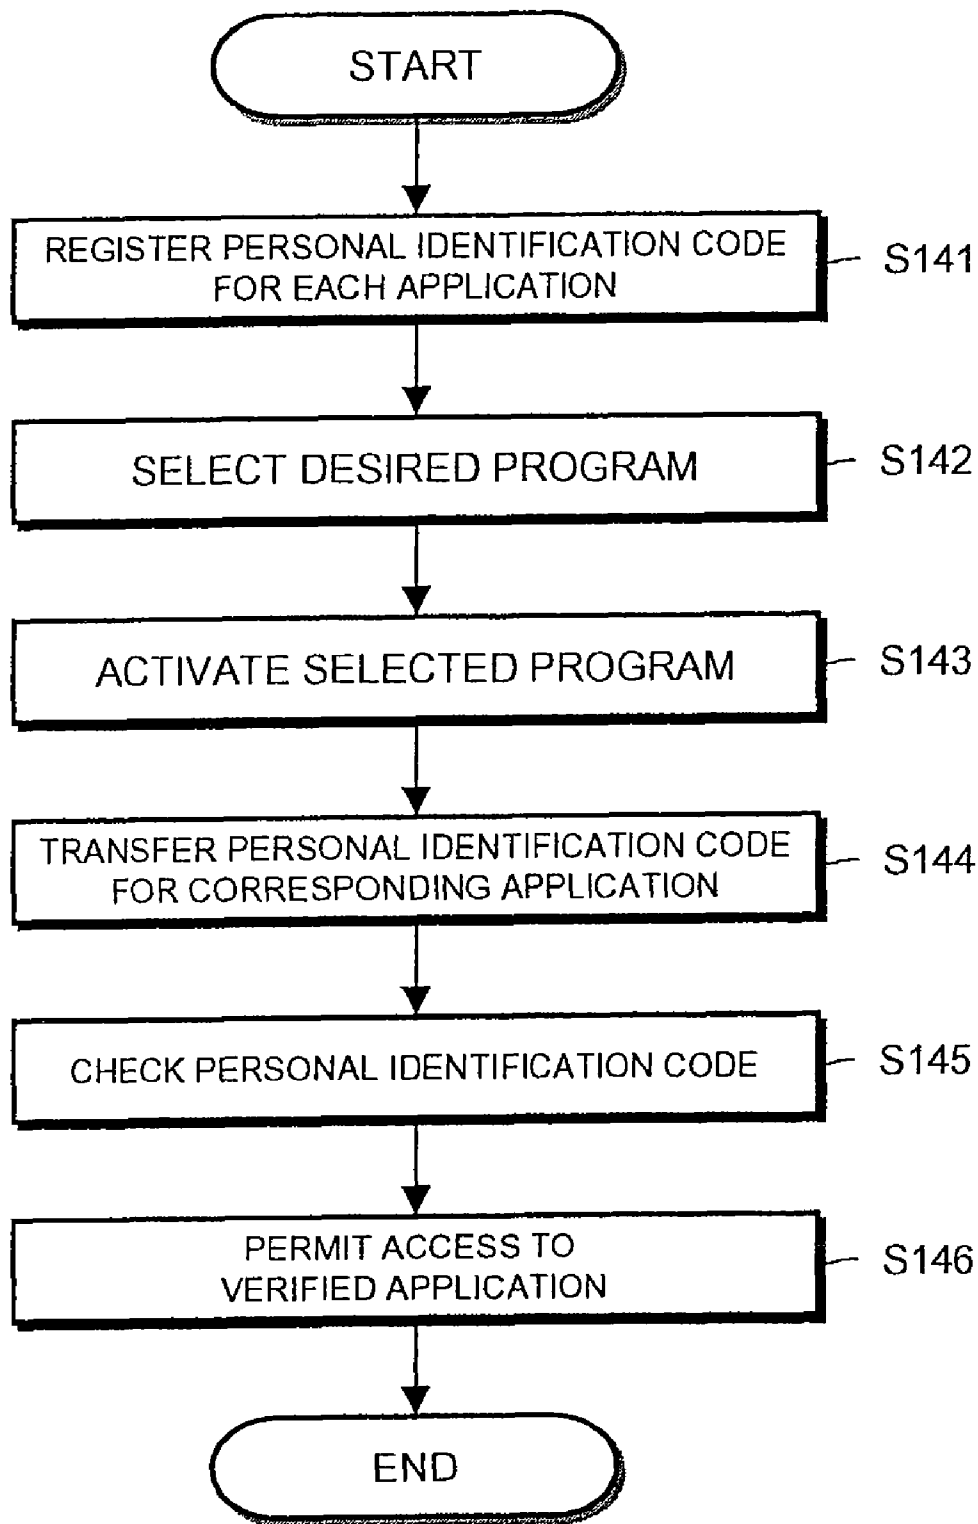 START
REGISTER PERSONAL IDENTIFICATION CODE
FOR EACH APPLICATION
S141
SELECT DESIRED PROGRAM
S142
ACTIVATE SELECTED PROGRAM
S143
TRANSFER PERSONAL IDENTIFICATION CODE
FOR CORRESPONDING APPLICATION
S144
CHECK PERSONAL IDENTIFICATION CODE
S145
PERMIT ACCESS TO
VERIFIED APPLICATION
S146
END